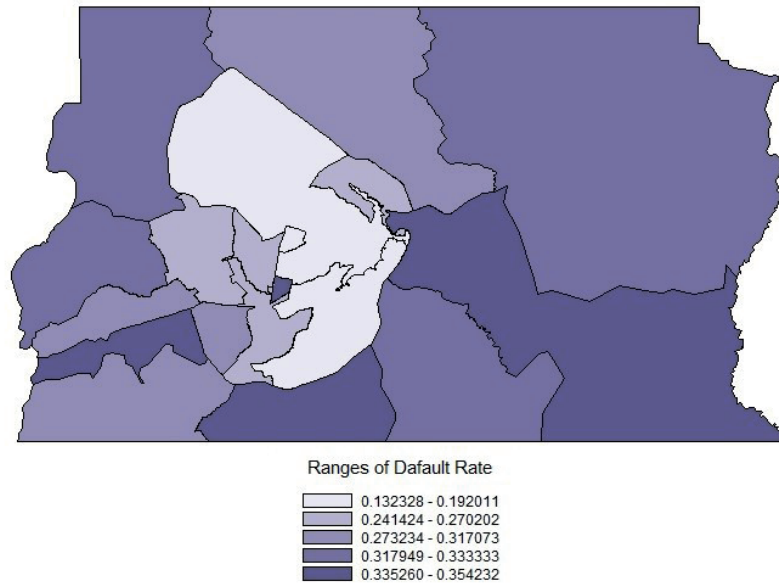 Ranges of Dafault Rate
0.132328 - 0.192011
0.241424 - 0.270202
0.273234 - 0.317073
0.317949 - 0.333333
0.335260 - 0.354232